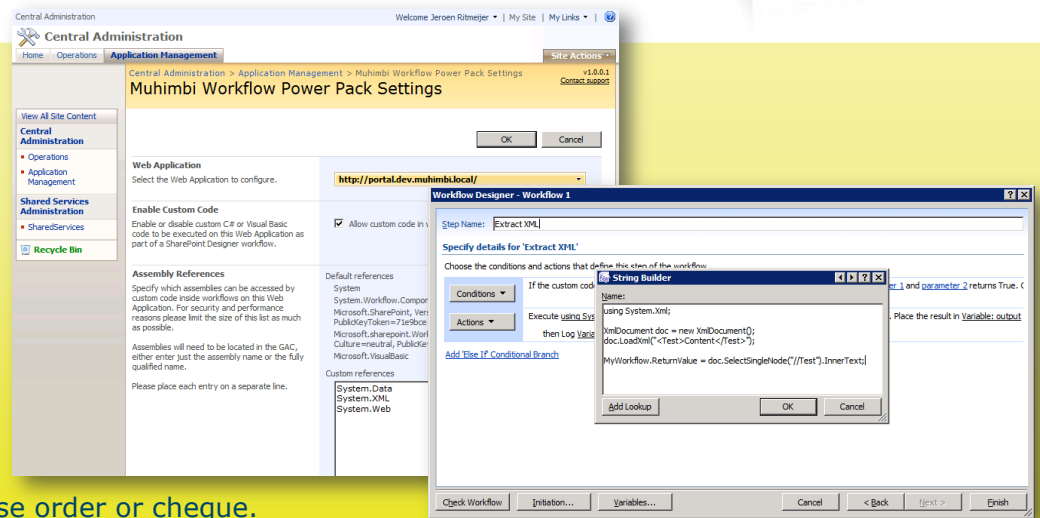 Central Administration
Welcome Jeroen Ritmeijer | My Site | My Links |
Central Administration
Home Operations Application Management
Site Actions
Central Administration > Application Management > Muhimbi Workflow Power Pack Settings
v1.0.0.1
Muhimbi Workflow Power Pack Settings
Contact support
View All Site Content
Central
Administration
Operations
Application
Management
Shared Services
Administration
SharedServices
Recycle Bin
OK Cancel
Web Application
Select the Web Application to configure.
http://portal.dev.muhimbi.local/
Enable Custom Code
Enable or disable custom C# or Visual Basic
code to be executed on this Web Application as
part of a SharePoint Designer workflow.
Allow custom code in
Assembly References
Specify which assemblies can be accessed by
custom code inside workflows on this Web
Application. For security and performance
reasons please limit the size of this list as much
as possible.
Assemblies will need to be located in the GAC,
either enter just the assembly name or the fully
qualified name.
Please place each entry on a separate line.
Default references
System
System.Workflow.Compor
Microsoft.SharePoint, Vers
PublicKeyToken=71e9bce
Microsoft.sharepoint.Work
Culture=neutral, PublicKey
Microsoft.VisualBasic
Custom references
System.Data
System.XML
System.Web
Workflow Designer - Workflow 1
Step Name: Extract XML
Specify details for 'Extract XML'
Choose the conditions and actions that define this step of the workflow.
Conditions
If the custom cod
er 1 and parameter 2 returns True. (
Actions
Execute using Sys
. Place the result in Variable: output
then Log Varia
Add 'Else If' Conditional Branch
String Builder
Name:
using System.Xml;
XmlDocument doc = new XmlDocument();
doc.LoadXml("<Test>Content</Test>");
MyWorkflow.ReturnValue = doc.SelectSingleNode("//Test").InnerText;
Add Lookup OK Cancel
Check Workflow Initiation... Variables... Cancel < Back Next > Finish
se order or cheque.